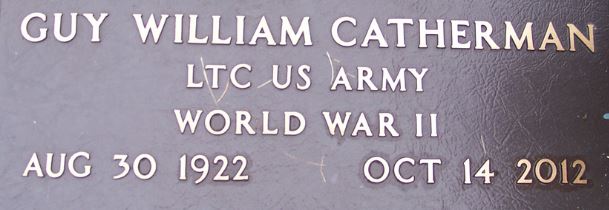 GUY WILLIAM CATHERMAN
LTC US ARMY
WORLD WAR II
AUG 30 1922 OCT 14 2012